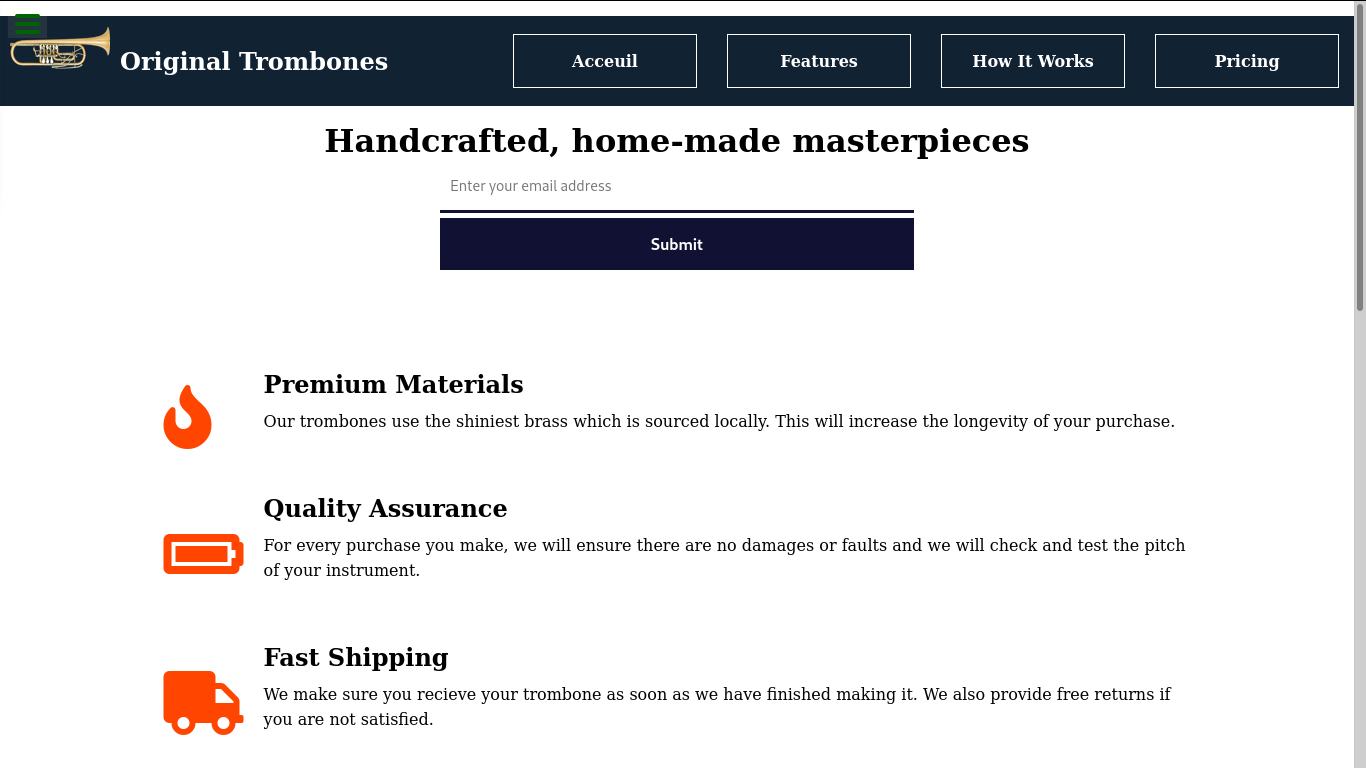 Original Trombones
Acceuil
Features
How It Works
Pricing
Handcrafted, home-made masterpieces
Enter your email address
Submit
Premium Materials
Our trombones use the shiniest brass which is sourced locally. This will increase the longevity of your purchase.
Quality Assurance
For every purchase you make, we will ensure there are no damages or faults and we will check and test the pitch
of your instrument.
Fast Shipping
We make sure you recieve your trombone as soon as we have finished making it. We also provide free returns if
you are not satisfied.